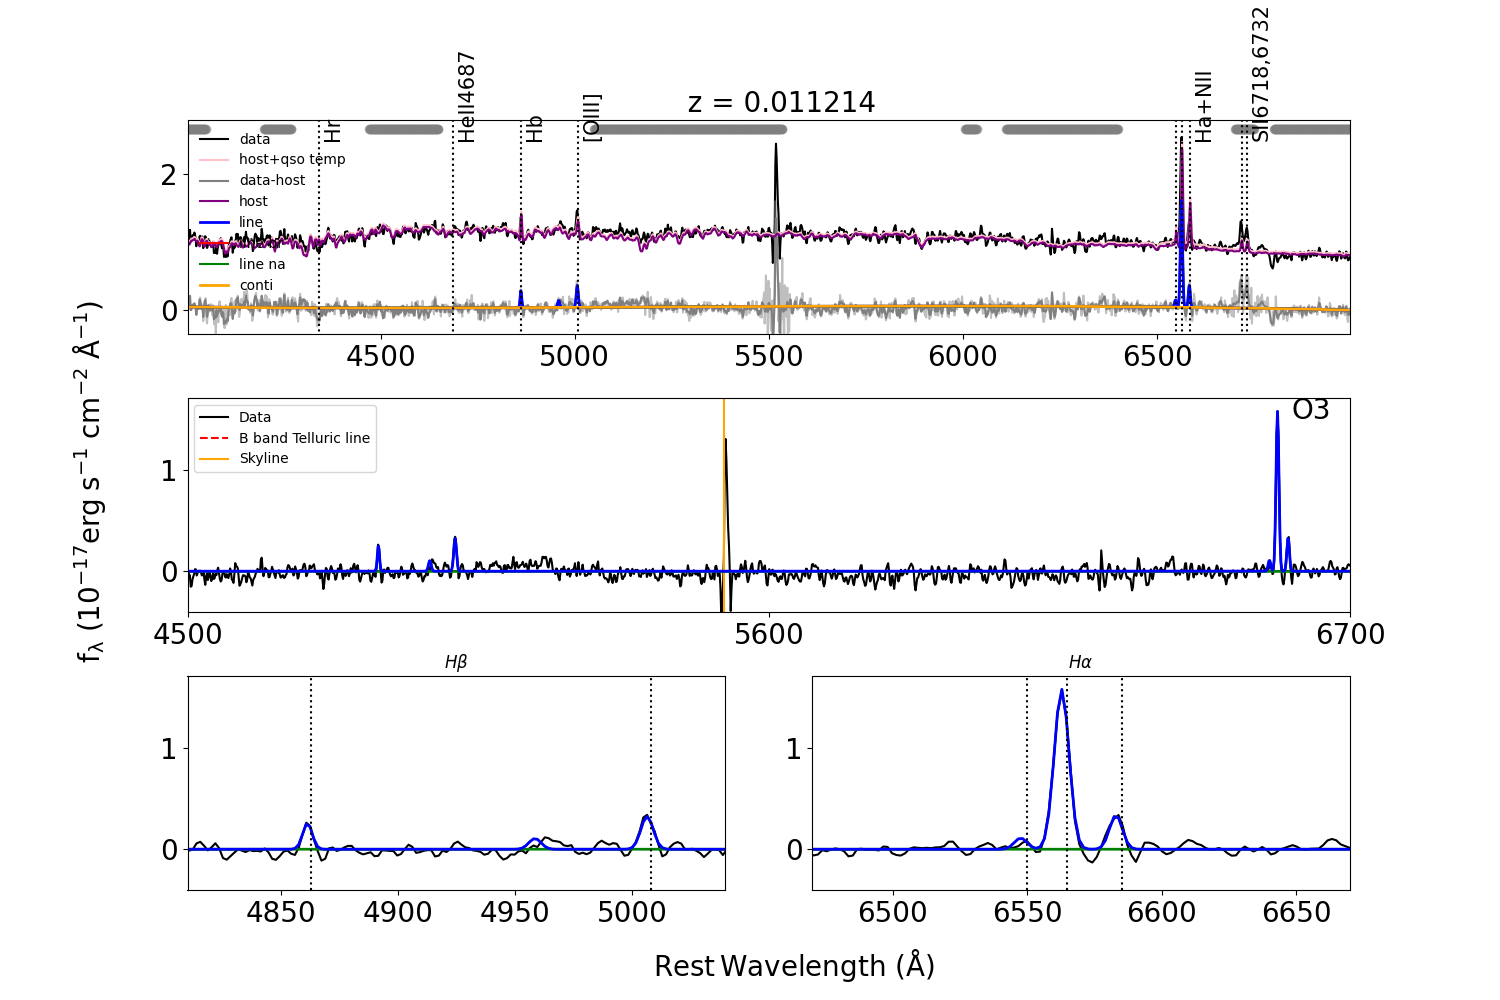 z = 0.011214
Hr
HeII4687
Hb
[OIII]
Ha+NII
SII6718,6732
data
host+qso temp
data-host
host
line
line na
conti
2
0
4500
5000
5500
6000
6500
fλ (10−17erg s−1 cm−2 Å−1)
Data
B band Telluric line
Skyline
O3
1
0
4500
5600
6700
Hβ
1
0
4850
4900
4950
5000
Hα
1
0
6500
6550
6600
6650
Rest Wavelength (Å)